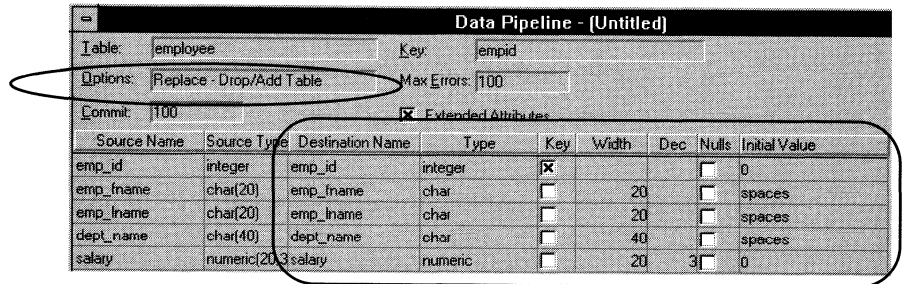 Data Pipeline - (Untitled)
Table: employee Key: empid
Options: Replace - Drop/Add Table Max Errors: 100
Commit: 100 Extended Attributes
Source Name Source Type Destination Name Type Key Width Dec Nulls Initial Value
emp_id integer emp_id integer 0
emp_fname char(20) emp_fname char 20 spaces
emp_lname char(20) emp_lname char 20 spaces
dept_name char(40) dept_name char 40 spaces
salary numeric(20,3 salary numeric 20 3 0